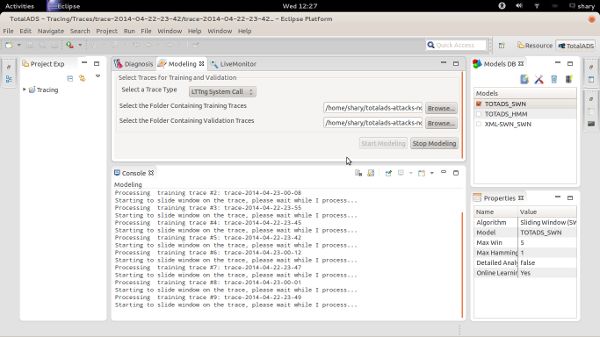 Activities
Eclipse
Wed 12:27
shary
TotalADS - Tracing/Traces/trace-2014-04-22-23-42/trace-2014-04-22-23-42_ - Eclipse Platform
File Edit Navigate Search Project Run File Window Help Window Help
Quick Access
Resource
TotalADS
Project Exp
Tracing
Diagnosis
Modeling
LiveMonitor
Select Traces for Training and Validation
Select a Trace Type
LTTng System Call
Select the Folder Containing Training Traces
/home/shary/totalads-attacks-no
Browse...
Select the Folder Containing Validation Traces
/home/shary/totalads-attacks-no
Browse...
Start Modeling
Stop Modeling
Console
Modeling
Processing training trace #2: trace-2014-04-23-00-08
Starting to slide window on the trace, please wait while I process...
Processing training trace #3: trace-2014-04-22-23-55
Starting to slide window on the trace, please wait while I process...
Processing training trace #4: trace-2014-04-22-23-45
Starting to slide window on the trace, please wait while I process...
Processing training trace #5: trace-2014-04-22-23-42
Starting to slide window on the trace, please wait while I process...
Processing training trace #6: trace-2014-04-23-00-12
Starting to slide window on the trace, please wait while I process...
Processing training trace #7: trace-2014-04-22-23-47
Starting to slide window on the trace, please wait while I process...
Processing training trace #8: trace-2014-04-23-00-01
Starting to slide window on the trace, please wait while I process...
Processing training trace #9: trace-2014-04-22-23-49
Starting to slide window on the trace, please wait while I process...
Models DB
Models
TOTADS_SWN
TOTADS_HMM
XML-SWN_SWN
Properties
Name Value
Algorithm Sliding Window (SW
Model TOTADS_SWN
Max Win 5
Max Hamming 1
Detailed Analy false
Online Learnin Yes